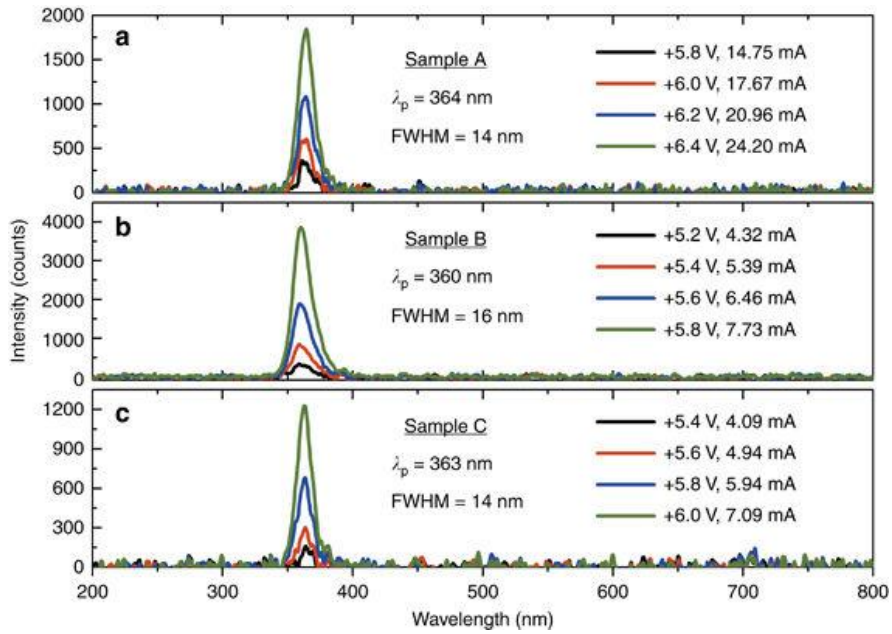 a
Sample A
λp = 364 nm
FWHM = 14 nm
+5.8 V, 14.75 mA
+6.0 V, 17.67 mA
+6.2 V, 20.96 mA
+6.4 V, 24.20 mA
2000
1500
1000
500
0
b
Sample B
λp = 360 nm
FWHM = 16 nm
+5.2 V, 4.32 mA
+5.4 V, 5.39 mA
+5.6 V, 6.46 mA
+5.8 V, 7.73 mA
4000
3000
2000
1000
0
Intensity (counts)
c
Sample C
λp = 363 nm
FWHM = 14 nm
+5.4 V, 4.09 mA
+5.6 V, 4.94 mA
+5.8 V, 5.94 mA
+6.0 V, 7.09 mA
1200
900
600
300
0
200 300 400 500 600 700 800
Wavelength (nm)